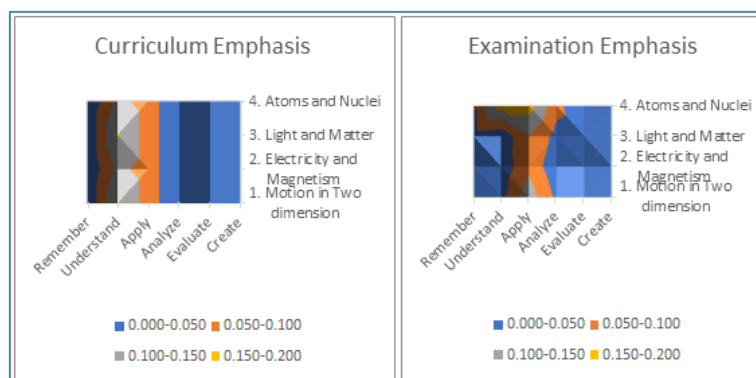 Curriculum Emphasis
4. Atoms and Nuclei
3. Light and Matter
2. Electricity and
Magnetism
1. Motion in Two
dimension
Remember
Understand
Apply
Analyze
Evaluate
Create
0.000-0.050 0.050-0.100
0.100-0.150 0.150-0.200
Examination Emphasis
4. Atoms and Nuclei
3. Light and Matter
2. Electricity and
Magnetism
1. Motion in Two
dimension
Remember
Understand
Apply
Analyze
Evaluate
Create
0.000-0.050 0.050-0.100
0.100-0.150 0.150-0.200